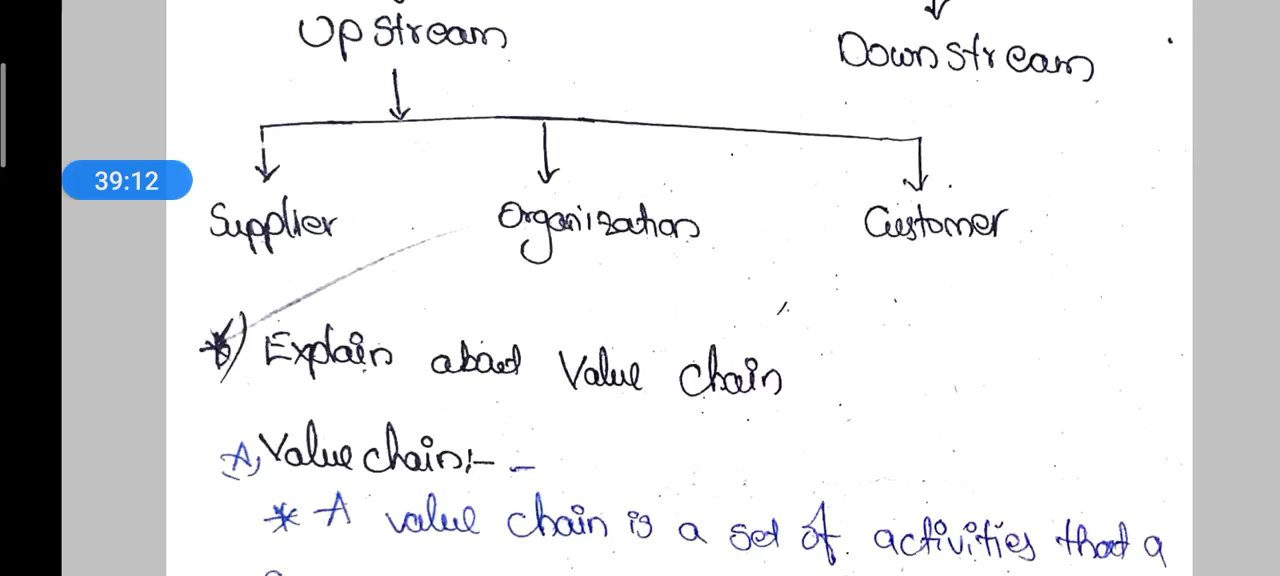 Up stream
Down stream
39:12
Supplier Organization Customer
*) Explain about Value chain
A, Value chain:- -
* A value chain is a set of activities that a